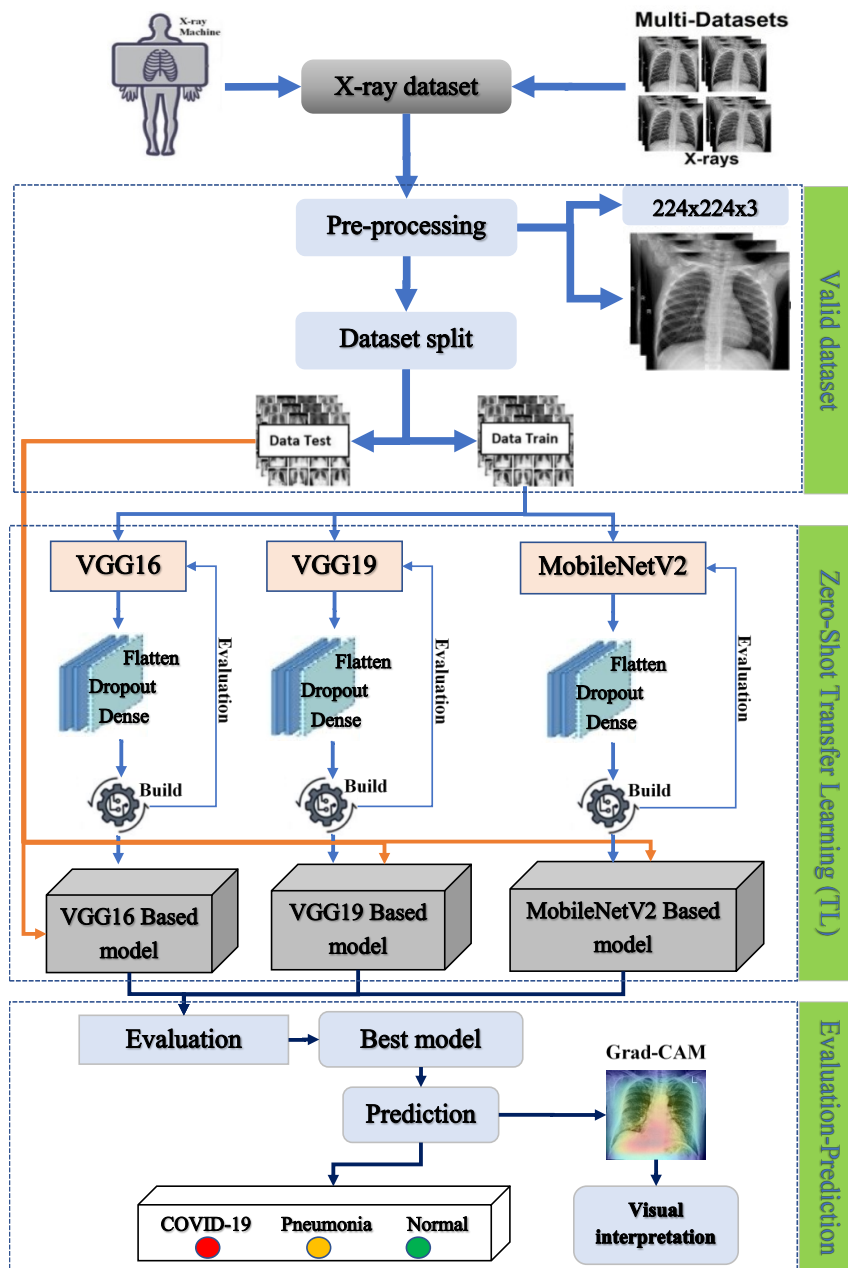 X-ray
Machine
Multi-Datasets
X-ray dataset
X-rays
Pre-processing
224x224x3
Dataset split
Data Test
Data Train
Valid dataset
VGG16
VGG19
MobileNetV2
Flatten
Dropout
Dense
Evaluation
Flatten
Dropout
Dense
Evaluation
Flatten
Dropout
Dense
Evaluation
Build
Build
Build
VGG16 Based
model
VGG19 Based
model
MobileNetV2 Based
model
Zero-Shot Transfer Learning (TL)
Evaluation
Best model
Grad-CAM
L
Prediction
COVID-19
Pneumonia
Normal
Visual
interpretation
Evaluation-Prediction